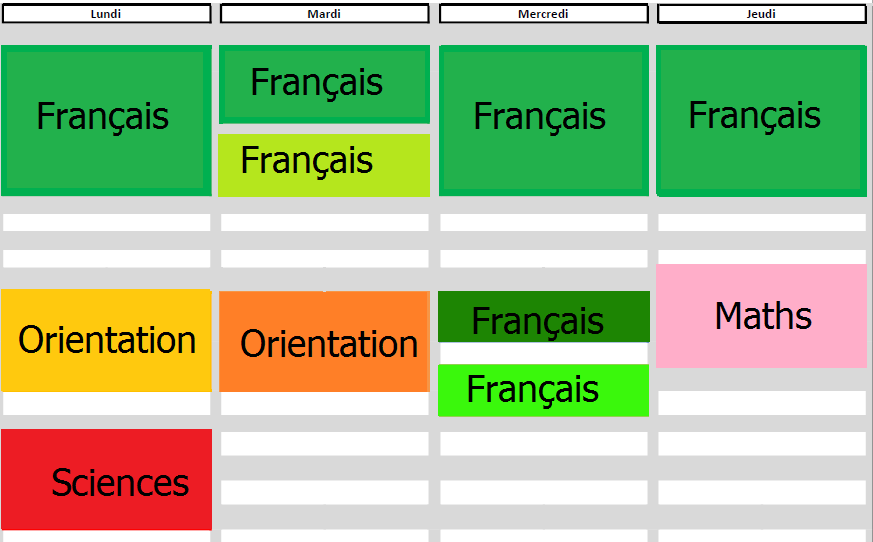 Lundi Mardi Mercredi Jeudi
Français Français Français Français
Français
Orientation Orientation Français Maths
Français
Sciences